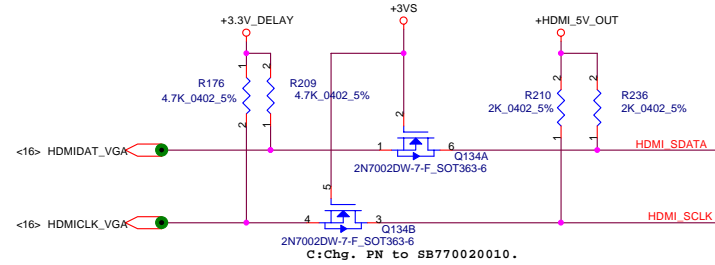 +3.3V_DELAY
+3VS
+HDMI_5V_OUT
1
2
R176
4.7K_0402_5%
2
1
R209
4.7K_0402_5%
2
2
1
R210
2K_0402_5%
2
1
R236
2K_0402_5%
<16> HDMIDAT_VGA
1
6
HDMI_SDATA
Q134A
2N7002DW-7-F_SOT363-6
5
<16> HDMICLK_VGA
4
3
HDMI_SCLK
Q134B
2N7002DW-7-F_SOT363-6
C:Chg. PN to SB770020010.